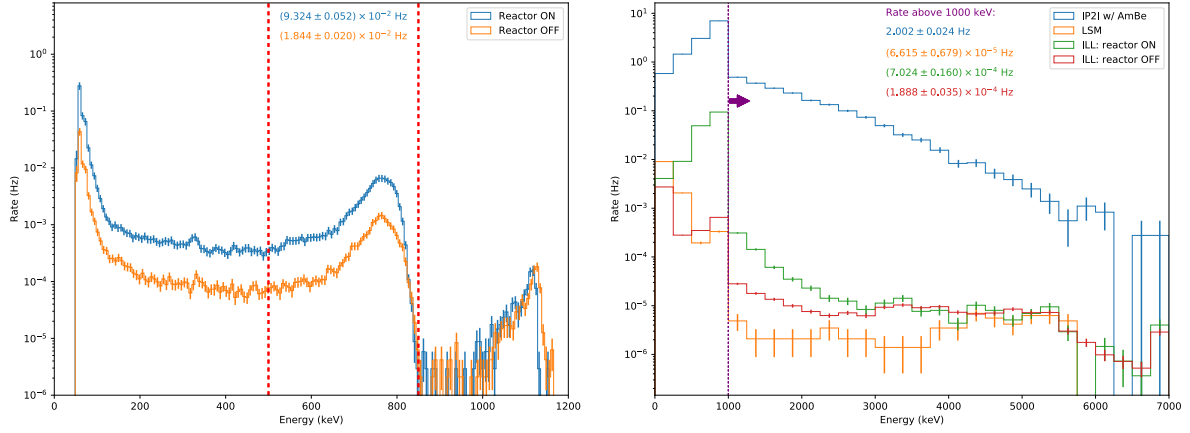 10⁰
10⁻¹
10⁻²
10⁻³
10⁻⁴
10⁻⁵
10⁻⁶
Rate (Hz)
0
200
400
600
800
1000
1200
Energy (keV)
(9.324 ± 0.052) × 10⁻² Hz
(1.844 ± 0.020) × 10⁻² Hz
Reactor ON
Reactor OFF
10¹
10⁰
10⁻¹
10⁻²
10⁻³
10⁻⁴
10⁻⁵
10⁻⁶
Rate (Hz)
0
1000
2000
3000
4000
5000
6000
7000
Energy (keV)
Rate above 1000 keV:
2.002 ± 0.024 Hz
(6.615 ± 0.679) × 10⁻⁵ Hz
(7.024 ± 0.160) × 10⁻⁴ Hz
(1.888 ± 0.035) × 10⁻⁴ Hz
IP2I w/ AmBe
LSM
ILL: reactor ON
ILL: reactor OFF